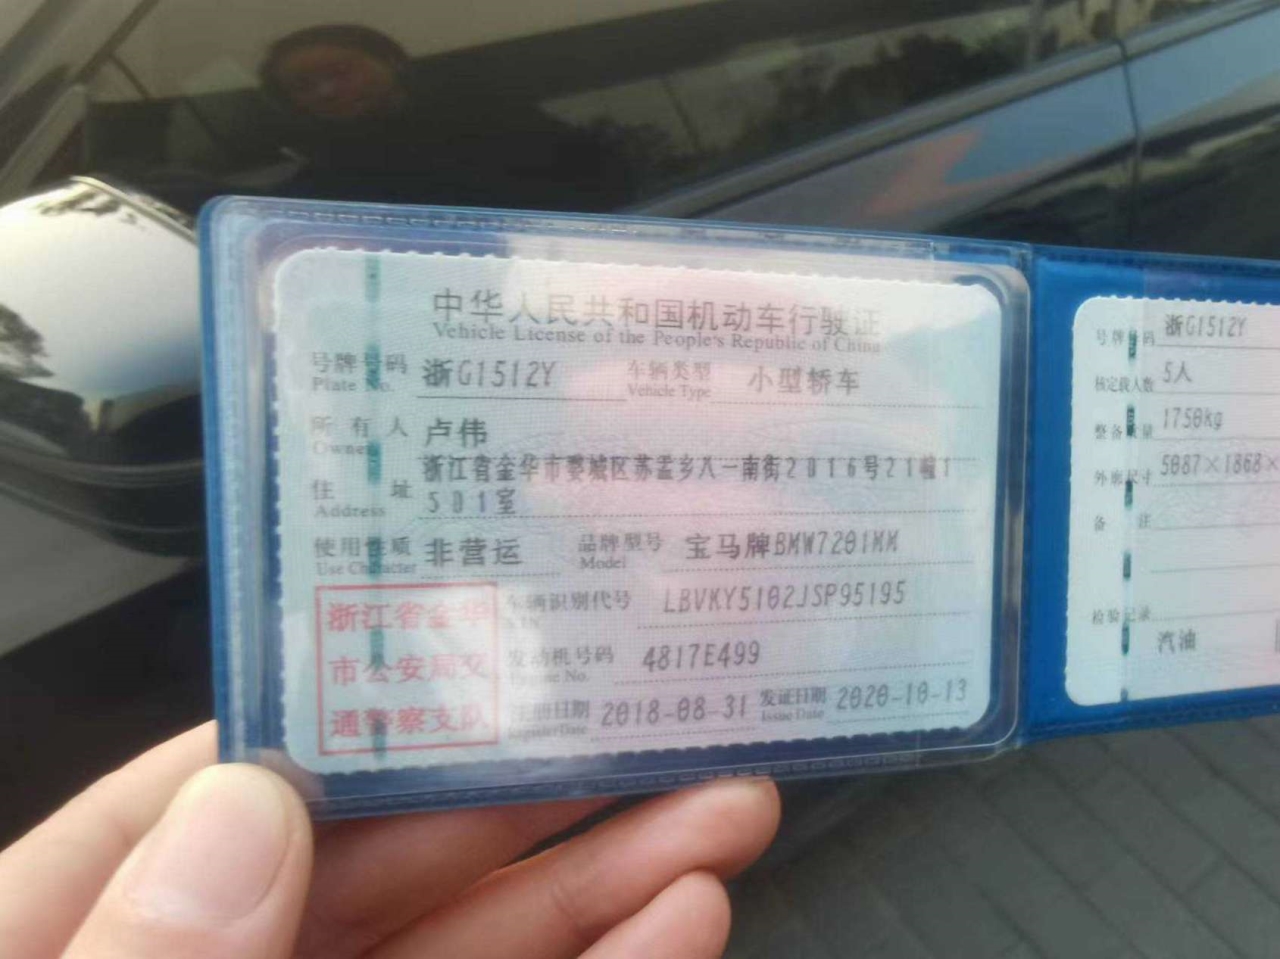 中华人民共和国机动车行驶证
Vehicle License of the People's Republic of China
号牌号码 浙G1512Y 车辆类型 小型轿车
Plate No. Vehicle Type
所有人 卢伟
Owner
浙江省金华市婺城区苏孟乡八一南街2016号21幢1
住址 501室
Address
使用性质 非营运 品牌型号 宝马牌BMW7201MM
Use Character Model
浙江省金华 车辆识别代号 LBVKY5102JSP95195
VIN
市公安局交 发动机号码 4817E499
Engine No.
通警察支队 注册日期 2018-08-31 发证日期 2020-10-13
Register Date Issue Date
号牌号码 浙G1512Y
核定载人数 5人
整备质量 1750kg
外廓尺寸 5087×1868×
备注
检验记录
汽油